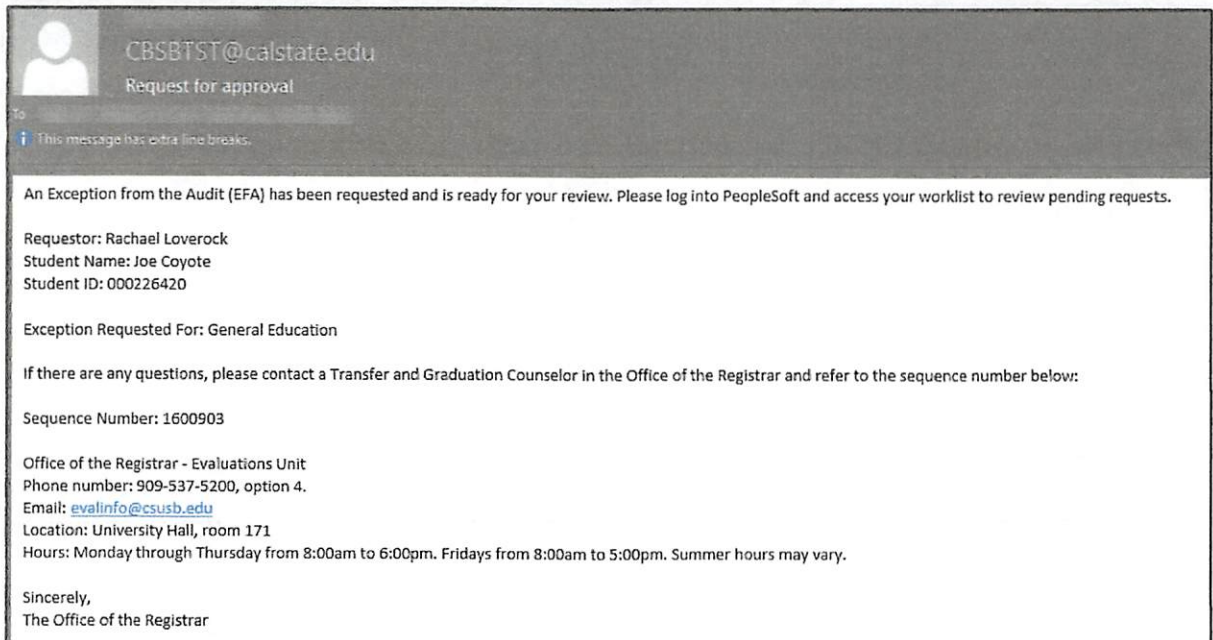 CBSBTST@calstate.edu
Request for approval
To
This message has extra line breaks.
An Exception from the Audit (EFA) has been requested and is ready for your review. Please log into PeopleSoft and access your worklist to review pending requests.
Requestor: Rachael Loverock
Student Name: Joe Coyote
Student ID: 000226420
Exception Requested For: General Education
If there are any questions, please contact a Transfer and Graduation Counselor in the Office of the Registrar and refer to the sequence number below:
Sequence Number: 1600903
Office of the Registrar - Evaluations Unit
Phone number: 909-537-5200, option 4.
Email: evalinfo@csusb.edu
Location: University Hall, room 171
Hours: Monday through Thursday from 8:00am to 6:00pm. Fridays from 8:00am to 5:00pm. Summer hours may vary.
Sincerely,
The Office of the Registrar